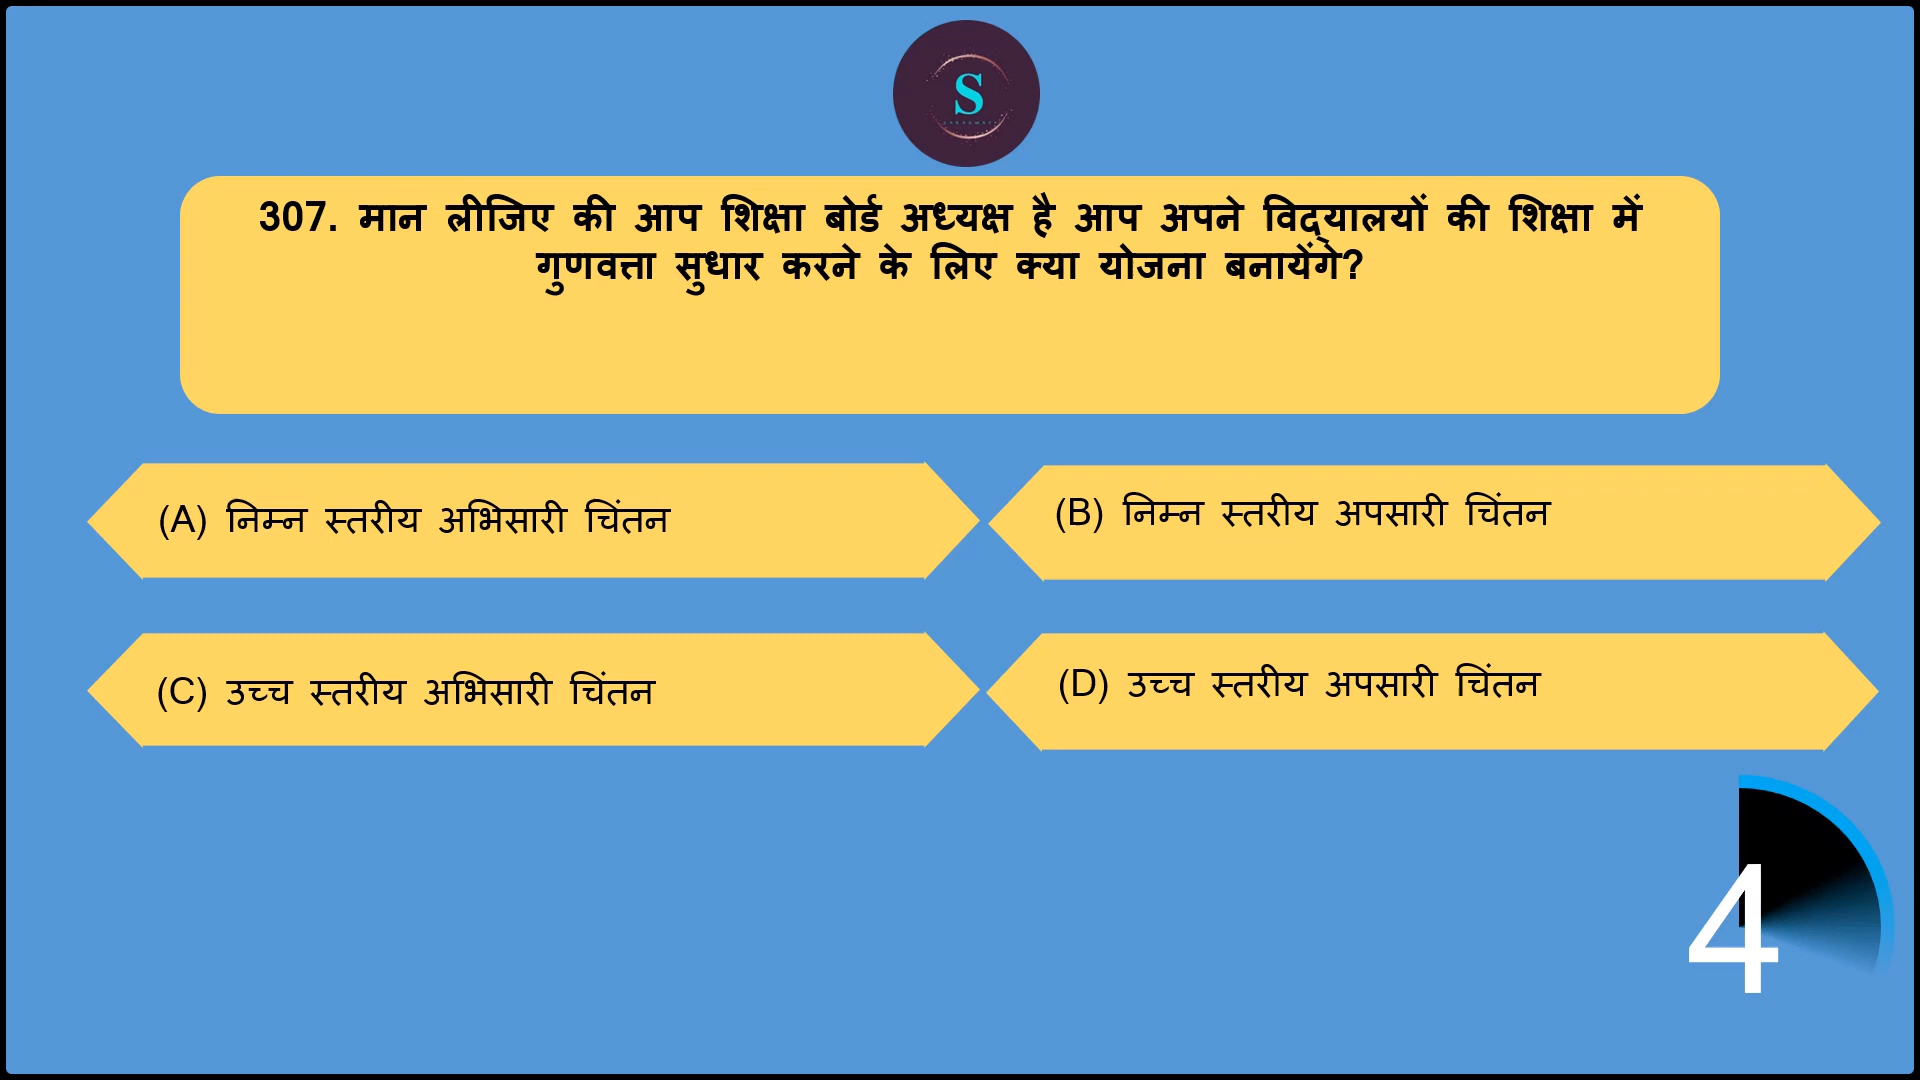 S
307. मान लीजिए की आप शिक्षा बोर्ड अध्यक्ष है आप अपने विद्यालयों की शिक्षा में
गुणवत्ता सुधार करने के लिए क्या योजना बनायेंगे?
(A) निम्न स्तरीय अभिसारी चिंतन
(B) निम्न स्तरीय अपसारी चिंतन
(C) उच्च स्तरीय अभिसारी चिंतन
(D) उच्च स्तरीय अपसारी चिंतन
4